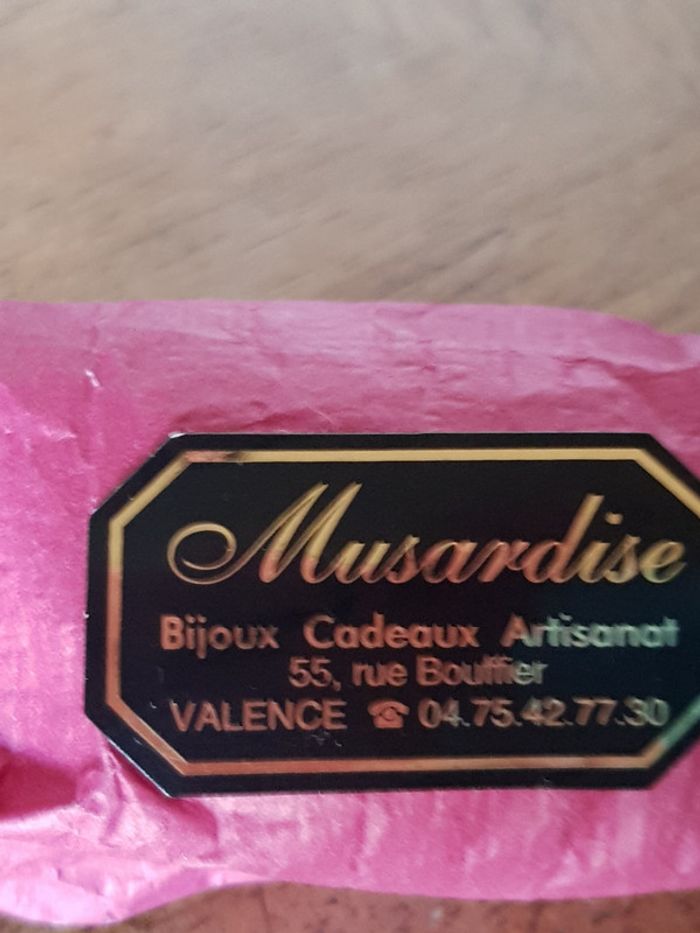 Musardise
Bijoux Cadeaux Artisanat
55, rue Bouffier
VALENCE ☎ 04.75.42.77.30